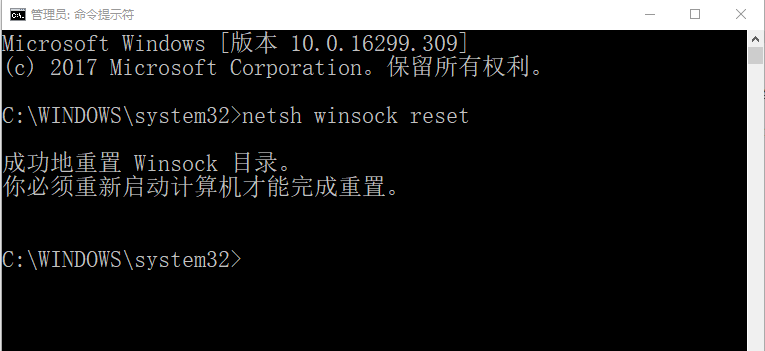 管理员: 命令提示符
Microsoft Windows [版本 10.0.16299.309]
(c) 2017 Microsoft Corporation。保留所有权利。
C:\WINDOWS\system32>netsh winsock reset
成功地重置 Winsock 目录。
你必须重新启动计算机才能完成重置。
C:\WINDOWS\system32>